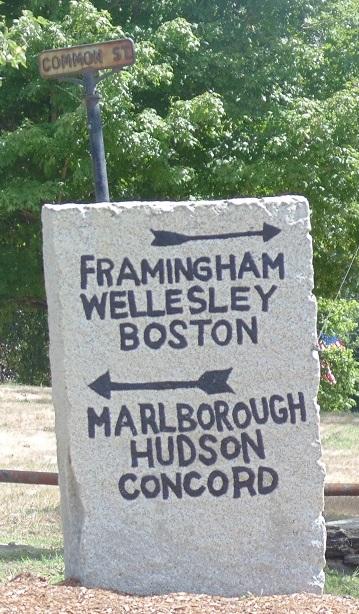 COMMON ST
FRAMINGHAM
WELLESLEY
BOSTON
MARLBOROUGH
HUDSON
CONCORD